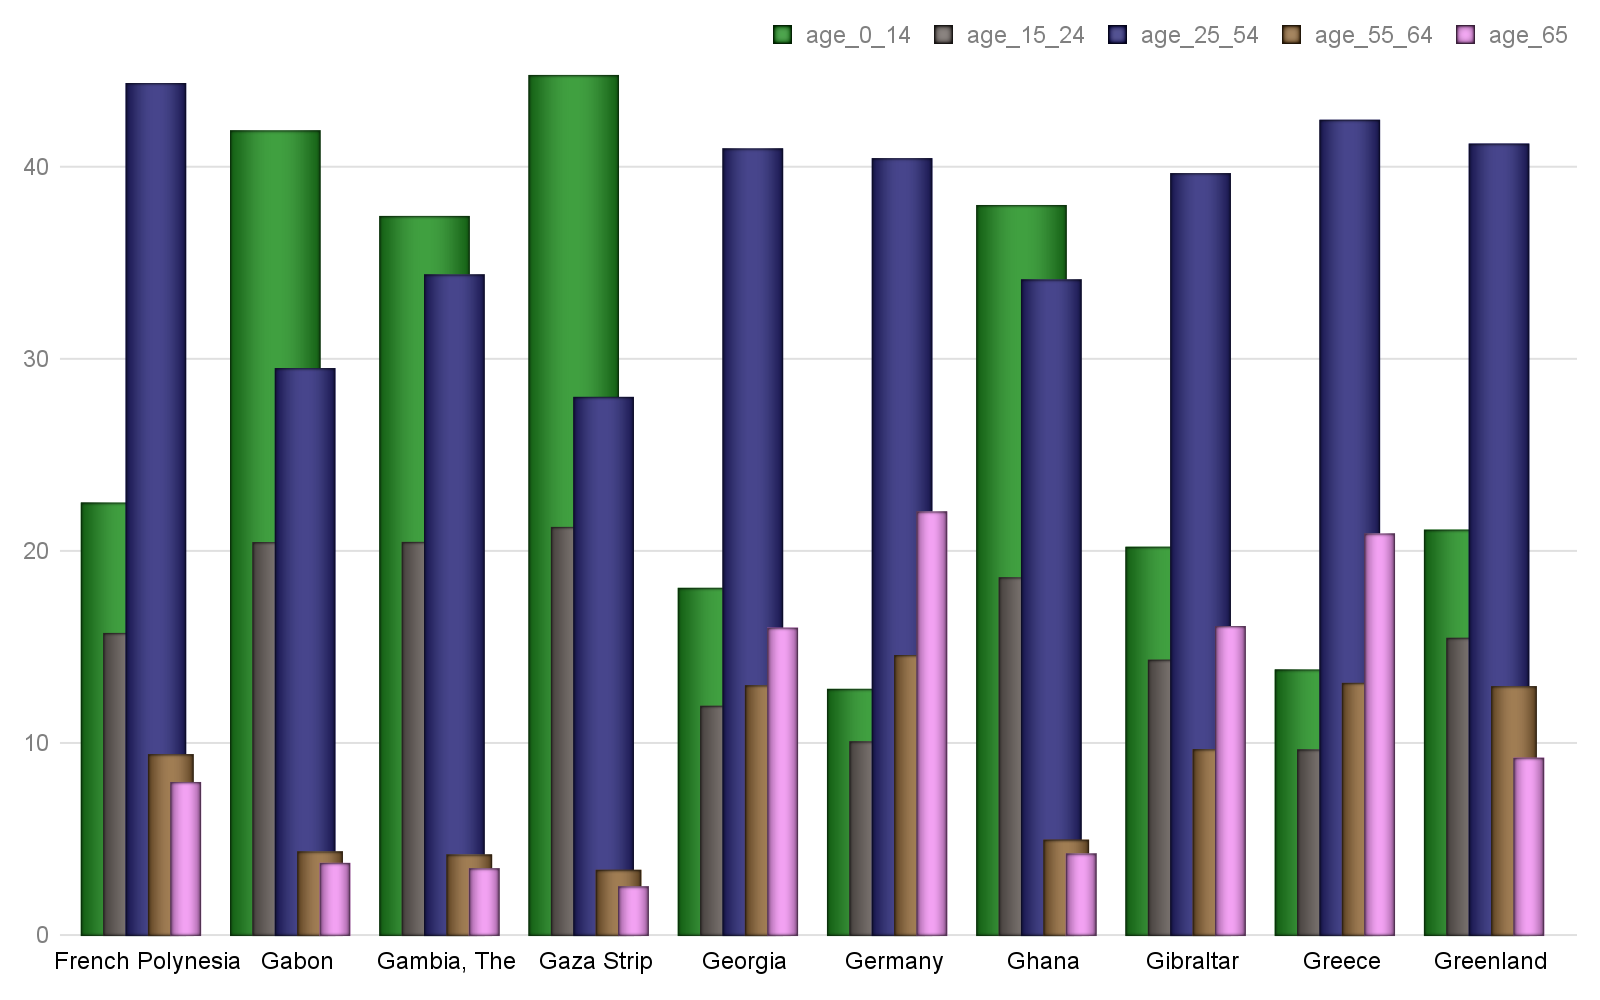 age_0_14 age_15_24 age_25_54 age_55_64 age_65
40
30
20
10
0
French Polynesia Gabon Gambia, The Gaza Strip Georgia Germany Ghana Gibraltar Greece Greenland